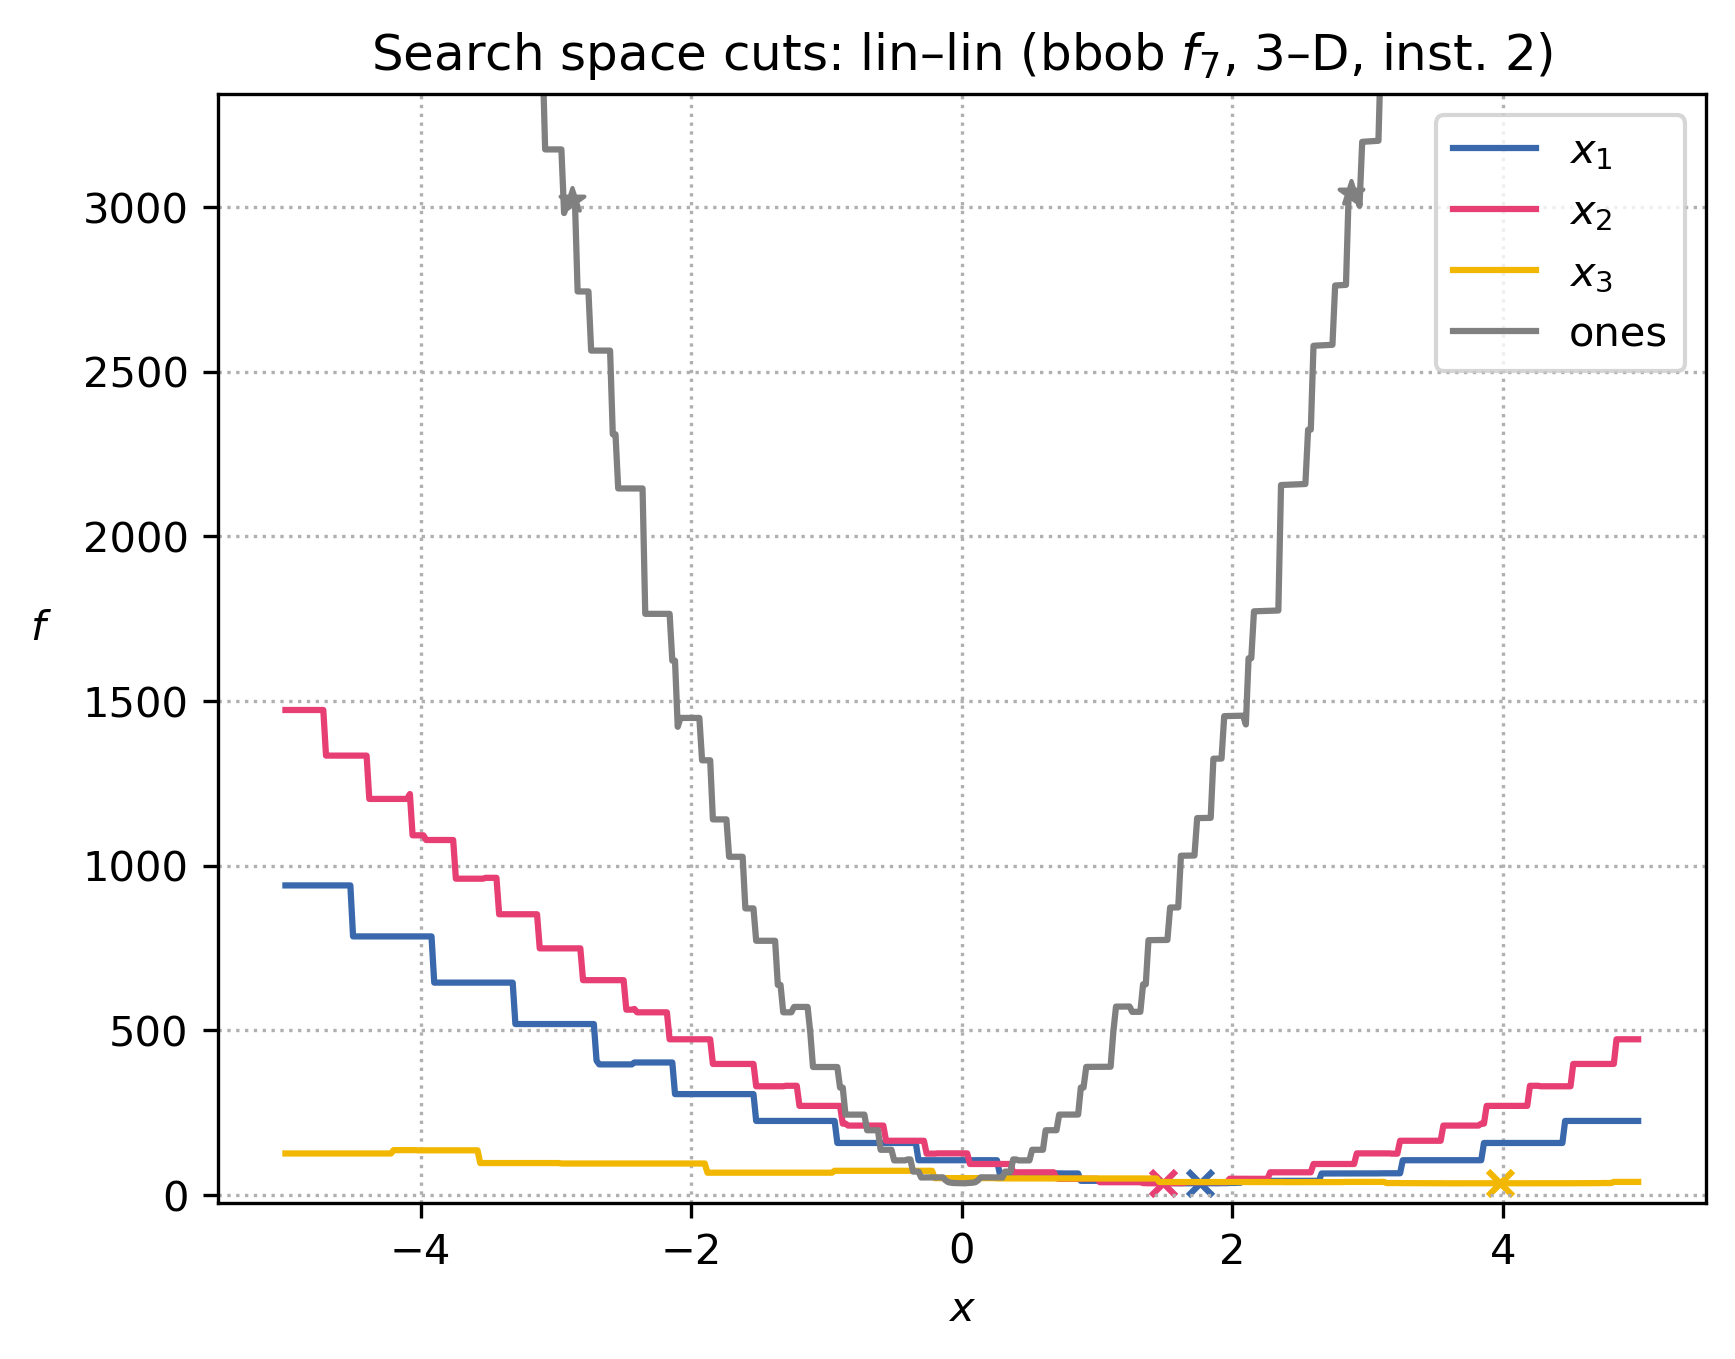 Search space cuts: lin–lin (bbob f₇, 3–D, inst. 2)
x₁
x₂
x₃
ones
3000
2500
2000
1500
1000
500
0
f
−4 −2 0 2 4
x